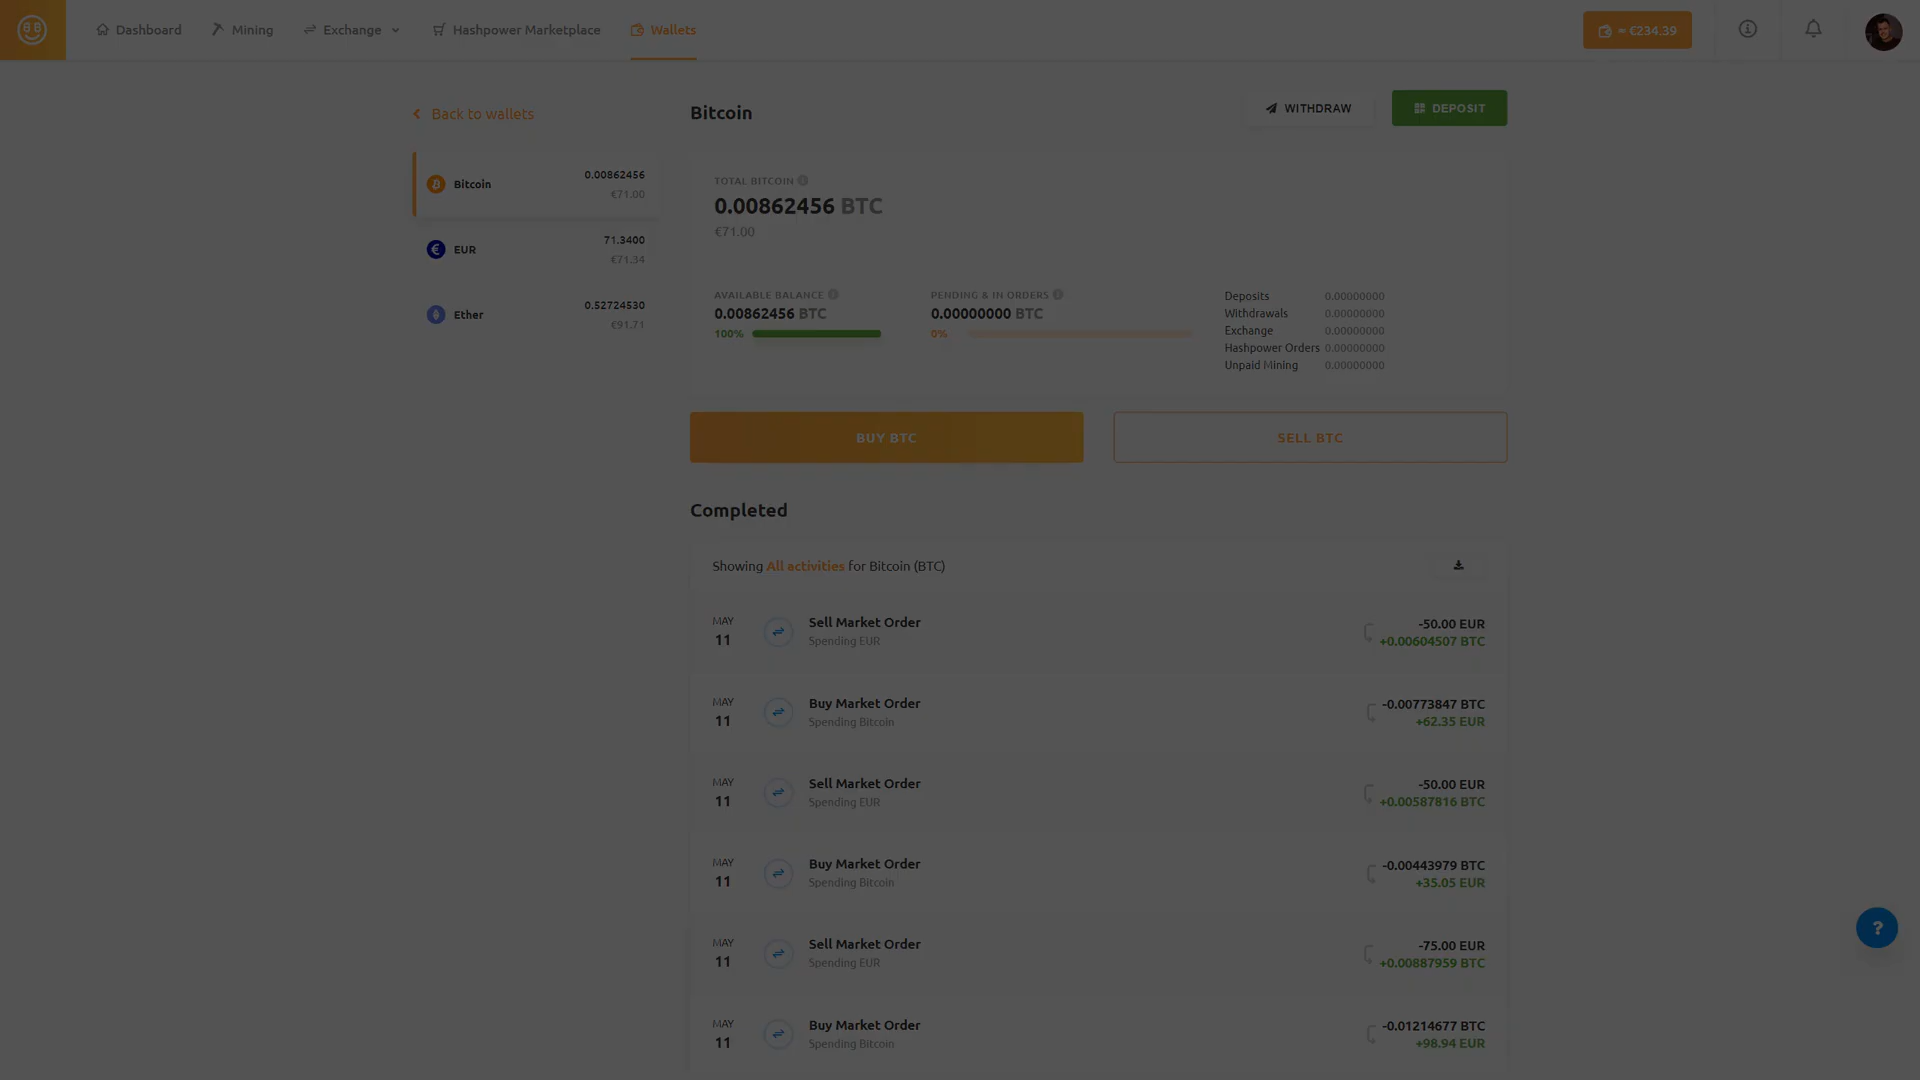 Dashboard
Mining
Exchange
Hashpower Marketplace
Wallets
≈ €234.39
Back to wallets
Bitcoin
WITHDRAW
DEPOSIT
Bitcoin
0.00862456
€71.00
EUR
71.3400
€71.34
Ether
0.52724530
€91.71
TOTAL BITCOIN
0.00862456 BTC
€71.00
AVAILABLE BALANCE
0.00862456 BTC
100%
PENDING & IN ORDERS
0.00000000 BTC
0%
Deposits 0.00000000
Withdrawals 0.00000000
Exchange 0.00000000
Hashpower Orders 0.00000000
Unpaid Mining 0.00000000
BUY BTC
SELL BTC
Completed
Showing All activities for Bitcoin (BTC)
MAY
11
Sell Market Order
Spending EUR
-50.00 EUR
+0.00604507 BTC
MAY
11
Buy Market Order
Spending Bitcoin
-0.00773847 BTC
+62.35 EUR
MAY
11
Sell Market Order
Spending EUR
-50.00 EUR
+0.00587816 BTC
MAY
11
Buy Market Order
Spending Bitcoin
-0.00443979 BTC
+35.05 EUR
MAY
11
Sell Market Order
Spending EUR
-75.00 EUR
+0.00887959 BTC
MAY
11
Buy Market Order
Spending Bitcoin
-0.01214677 BTC
+98.94 EUR
?